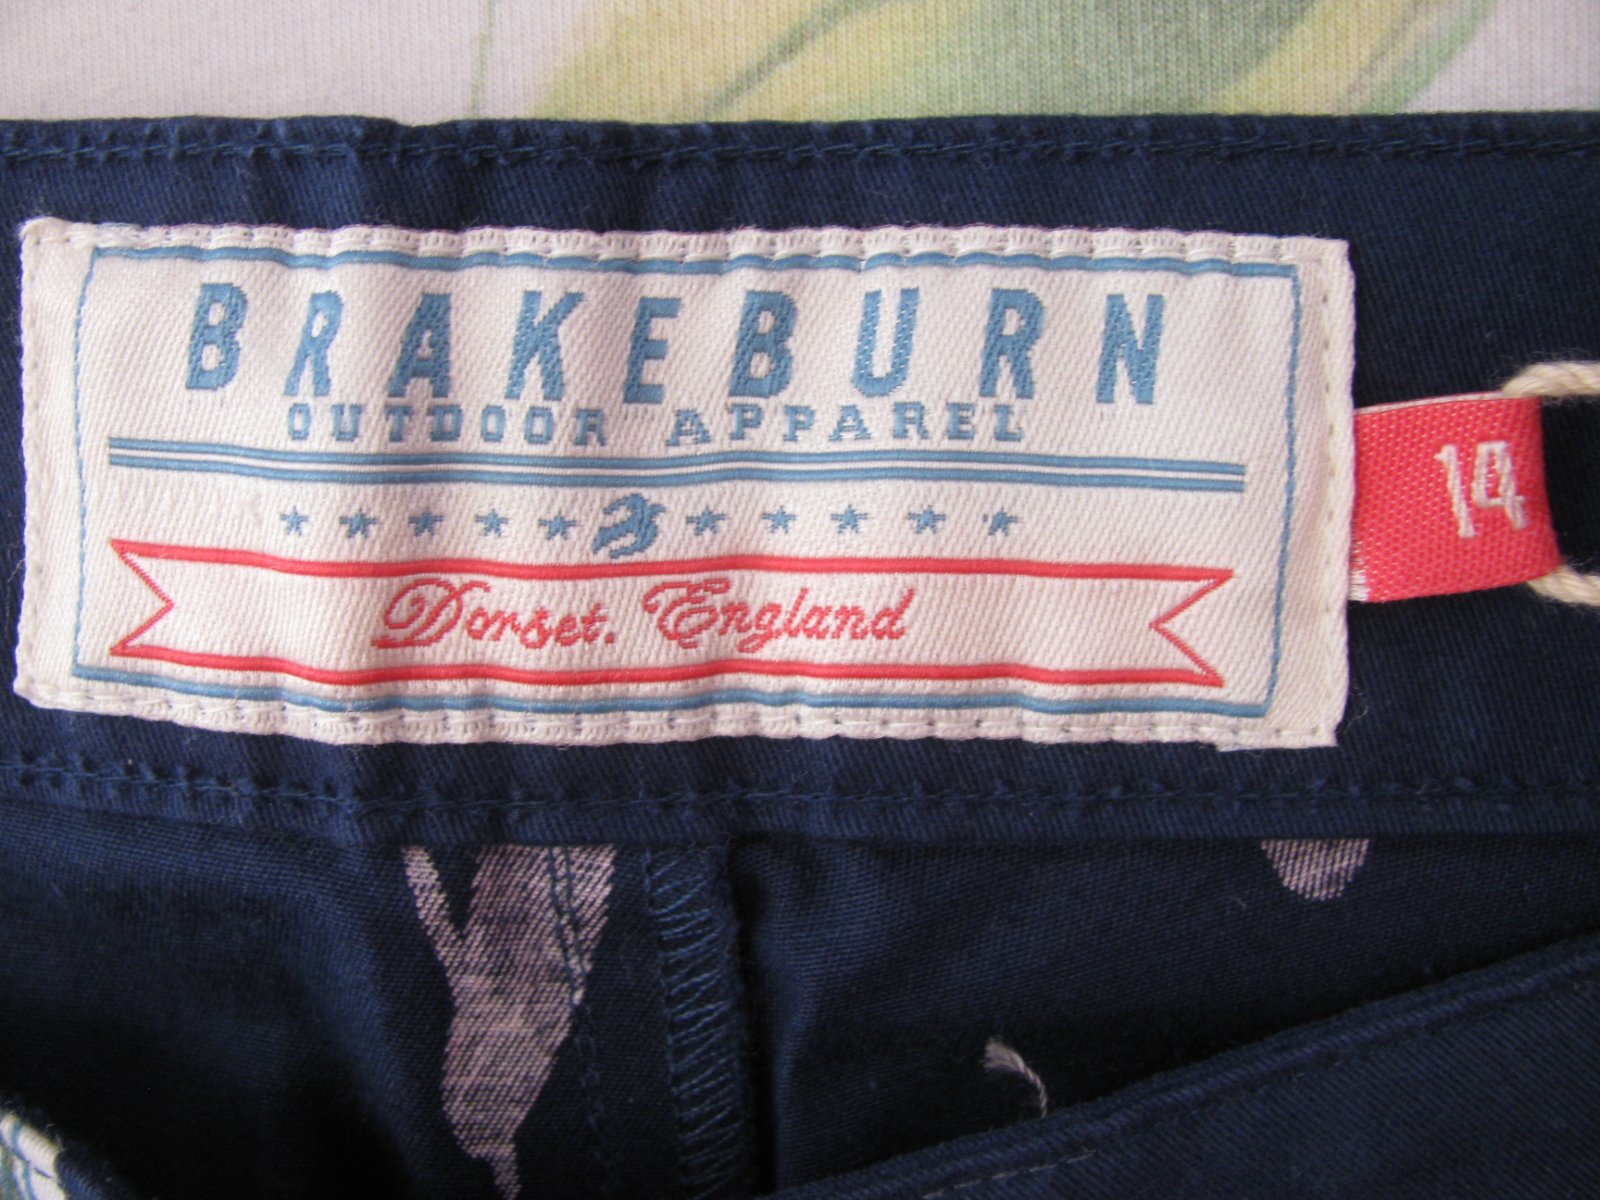 BRAKEBURN
OUTDOOR APPAREL
Dorset. England
14